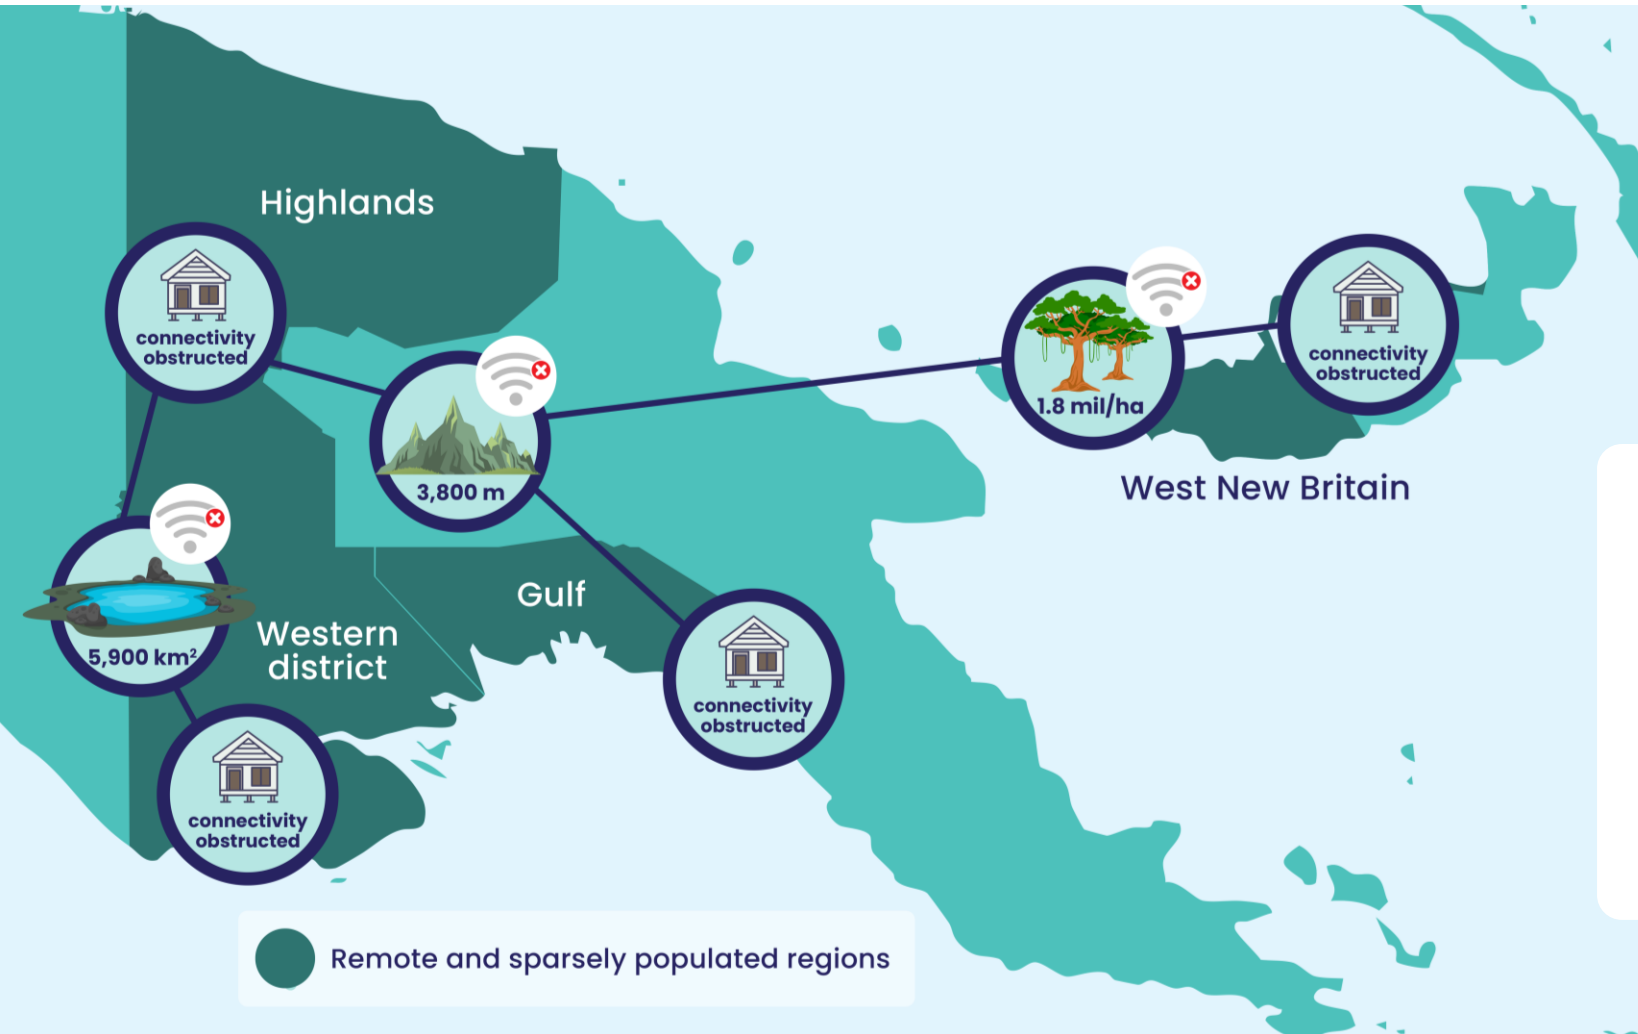 Highlands
connectivity
obstructed
3,800 m
1.8 mil/ha
connectivity
obstructed
West New Britain
5,900 km²
Western
district
Gulf
connectivity
obstructed
connectivity
obstructed
Remote and sparsely populated regions